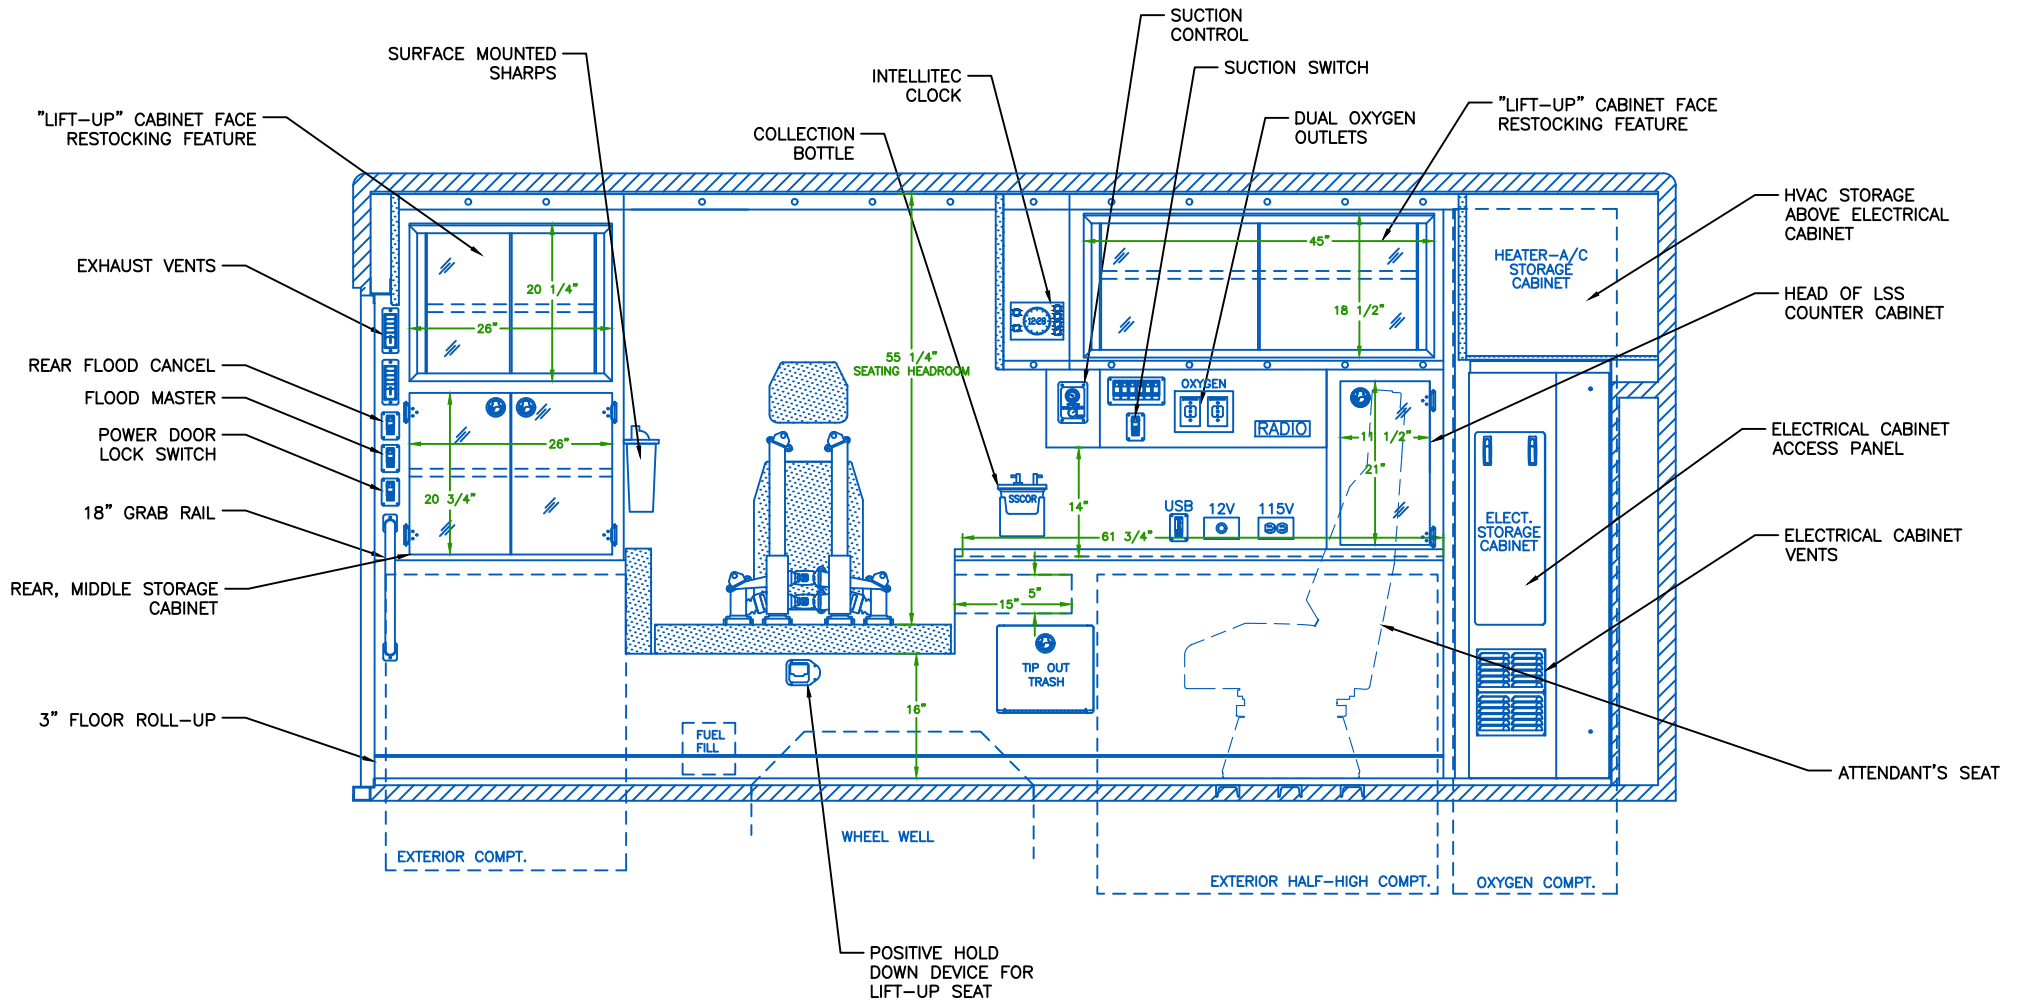 SUCTION
CONTROL
SURFACE MOUNTED
SHARPS
INTELLITEC
CLOCK
SUCTION SWITCH
"LIFT-UP" CABINET FACE
RESTOCKING FEATURE
COLLECTION
BOTTLE
DUAL OXYGEN
OUTLETS
"LIFT-UP" CABINET FACE
RESTOCKING FEATURE
HVAC STORAGE
ABOVE ELECTRICAL
CABINET
EXHAUST VENTS
HEAD OF LSS
COUNTER CABINET
REAR FLOOD CANCEL
FLOOD MASTER
POWER DOOR
LOCK SWITCH
ELECTRICAL CABINET
ACCESS PANEL
18" GRAB RAIL
ELECTRICAL CABINET
VENTS
REAR, MIDDLE STORAGE
CABINET
3" FLOOR ROLL-UP
ATTENDANT'S SEAT
POSITIVE HOLD
DOWN DEVICE FOR
LIFT-UP SEAT
20 1/4"
26"
26"
20 3/4"
55 1/4"
SEATING HEADROOM
45"
18 1/2"
HEATER-A/C
STORAGE
CABINET
12:29
OXYGEN
RADIO
11 1/2"
21"
SSCOR
14"
USB
12V
115V
61 3/4"
ELECT.
STORAGE
CABINET
5"
15"
TIP OUT
TRASH
16"
FUEL
FILL
WHEEL WELL
EXTERIOR COMPT.
EXTERIOR HALF-HIGH COMPT.
OXYGEN COMPT.